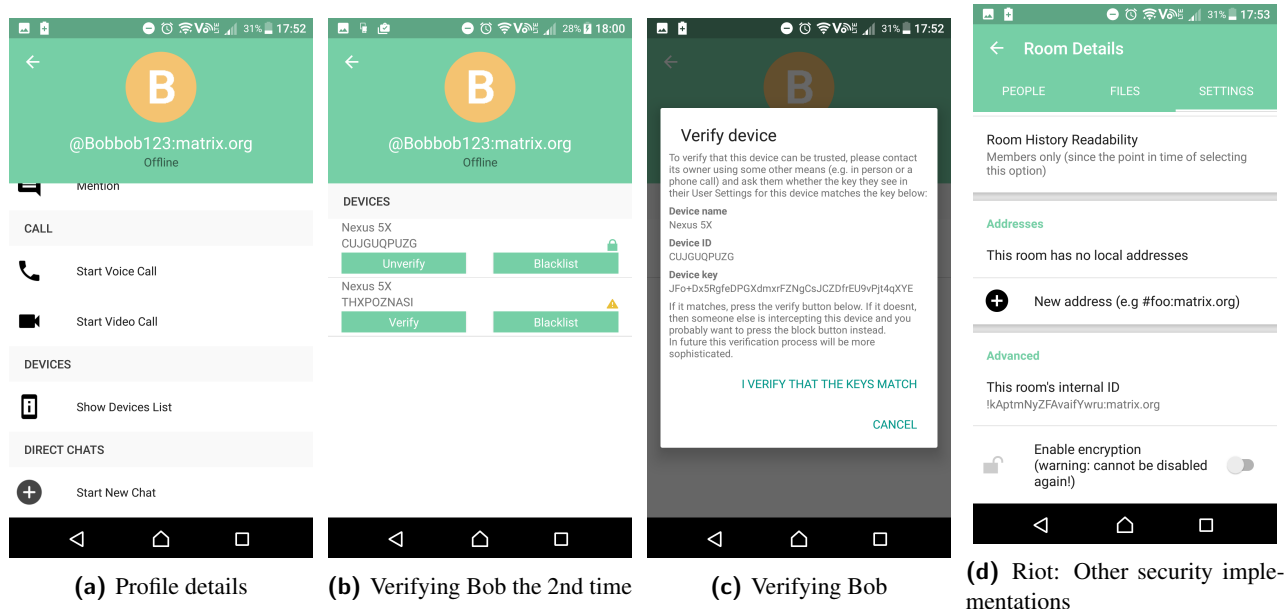 31% 17:52
B
@Bobbob123:matrix.org
Offline
Mention
CALL
Start Voice Call
Start Video Call
DEVICES
Show Devices List
DIRECT CHATS
Start New Chat
(a) Profile details
28% 18:00
B
@Bobbob123:matrix.org
Offline
DEVICES
Nexus 5X
CUJGUQPUZG
Unverify Blacklist
Nexus 5X
THXPOZNASI
Verify Blacklist
(b) Verifying Bob the 2nd time
31% 17:52
B
Verify device
To verify that this device can be trusted, please contact
its owner using some other means (e.g. in person or a
phone call) and ask them whether the key they see in
their User Settings for this device matches the key below:
Device name
Nexus 5X
Device ID
CUJGUQPUZG
Device key
JFo+Dx5RgfeDPGXdmxrFZNgCsJCZDfrEU9vPjt4qXYE
If it matches, press the verify button below. If it doesnt,
then someone else is intercepting this device and you
probably want to press the block button instead.
In future this verification process will be more
sophisticated.
I VERIFY THAT THE KEYS MATCH
CANCEL
(c) Verifying Bob
31% 17:53
Room Details
PEOPLE FILES SETTINGS
Room History Readability
Members only (since the point in time of selecting
this option)
Addresses
This room has no local addresses
New address (e.g #foo:matrix.org)
Advanced
This room's internal ID
!kAptmNyZFAvaifYwru:matrix.org
Enable encryption
(warning: cannot be disabled
again!)
(d) Riot: Other security imple-
mentations